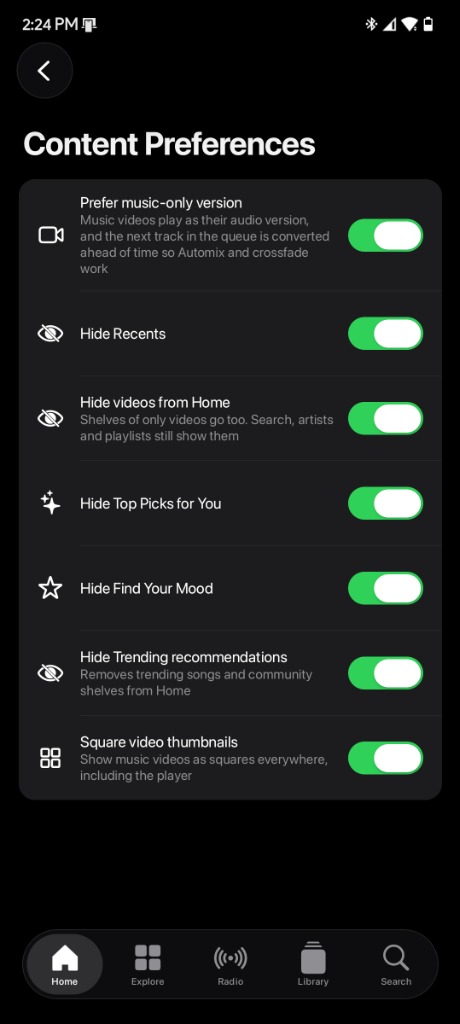 2:24 PM
Content Preferences
Prefer music-only version
Music videos play as their audio version,
and the next track in the queue is converted
ahead of time so Automix and crossfade
work
Hide Recents
Hide videos from Home
Shelves of only videos go too. Search, artists
and playlists still show them
Hide Top Picks for You
Hide Find Your Mood
Hide Trending recommendations
Removes trending songs and community
shelves from Home
Square video thumbnails
Show music videos as squares everywhere,
including the player
Home
Explore
Radio
Library
Search